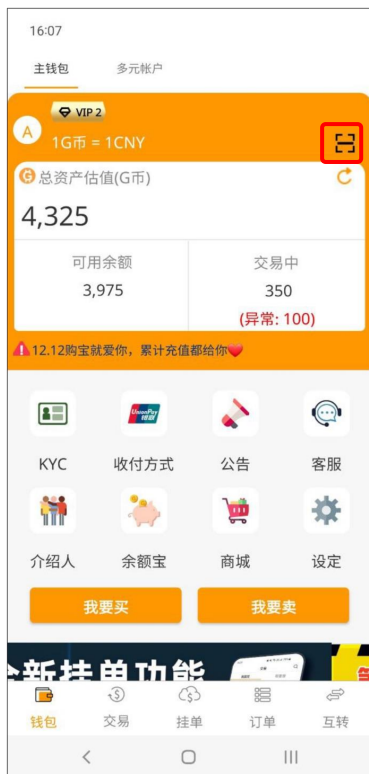 16:07
主钱包 多元帐户
VIP 2
A
1G币 = 1CNY
G 总资产估值(G币)
4,325
可用余额 交易中
3,975 350
(异常: 100)
12.12购宝就爱你，累计充值都给你
UnionPay
银联
KYC 收付方式 公告 客服
介绍人 余额宝 商城 设定
我要买 我要卖
新挂单功能
钱包 交易 挂单 订单 互转